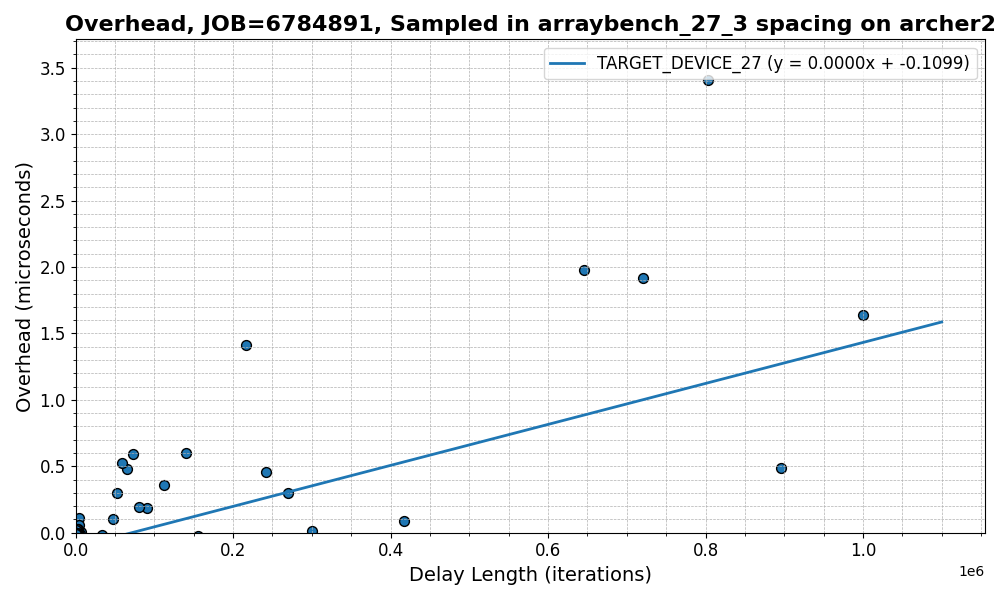 Overhead, JOB=6784891, Sampled in arraybench_27_3 spacing on archer2
TARGET_DEVICE_27 (y = 0.0000x + -0.1099)
Overhead (microseconds)
3.5
3.0
2.5
2.0
1.5
1.0
0.5
0.0
0.0 0.2 0.4 0.6 0.8 1.0
1e6
Delay Length (iterations)